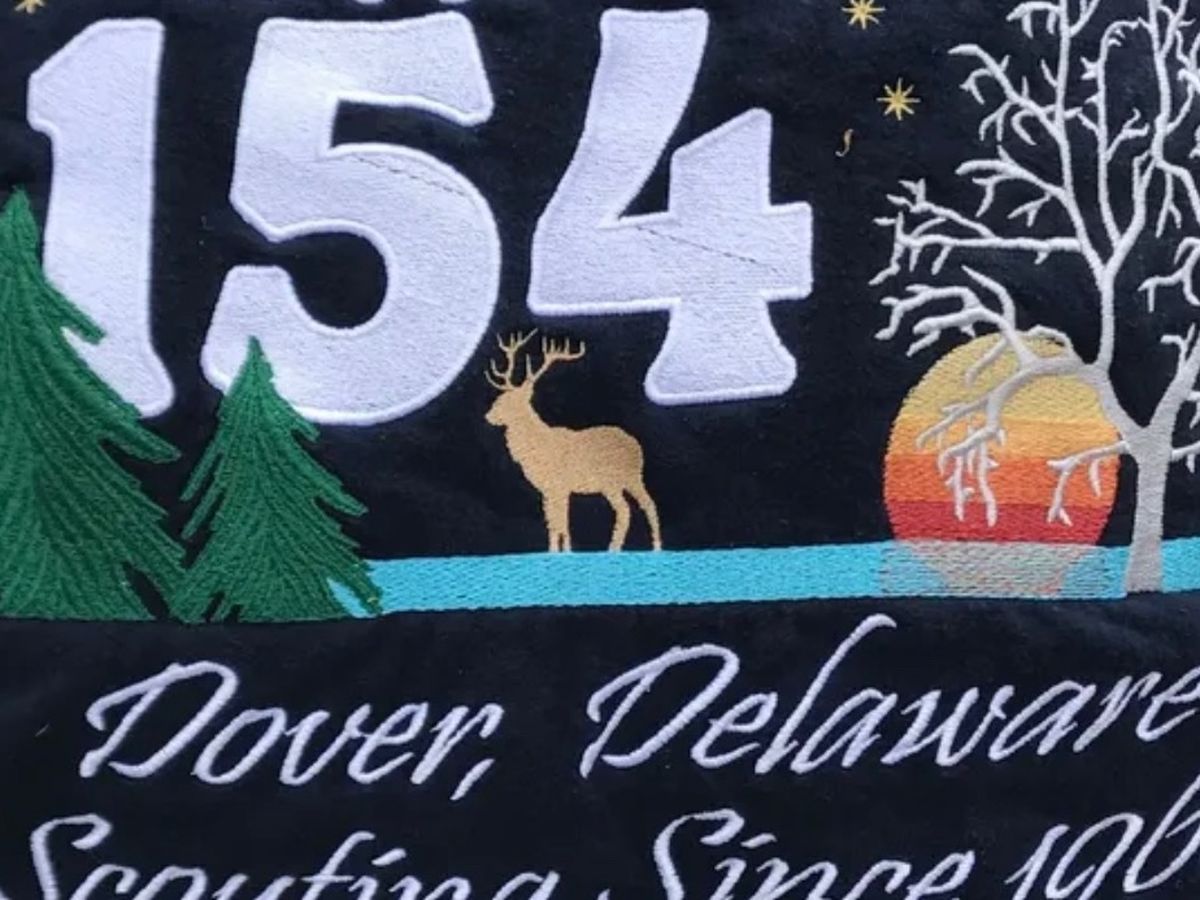 154
Dover, Delaware
Scouting Since